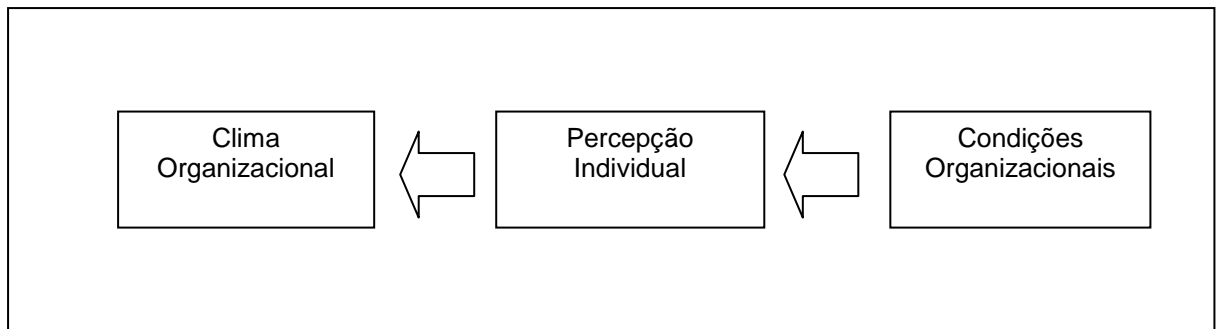 Clima
Organizacional
Percepção
Individual
Condições
Organizacionais